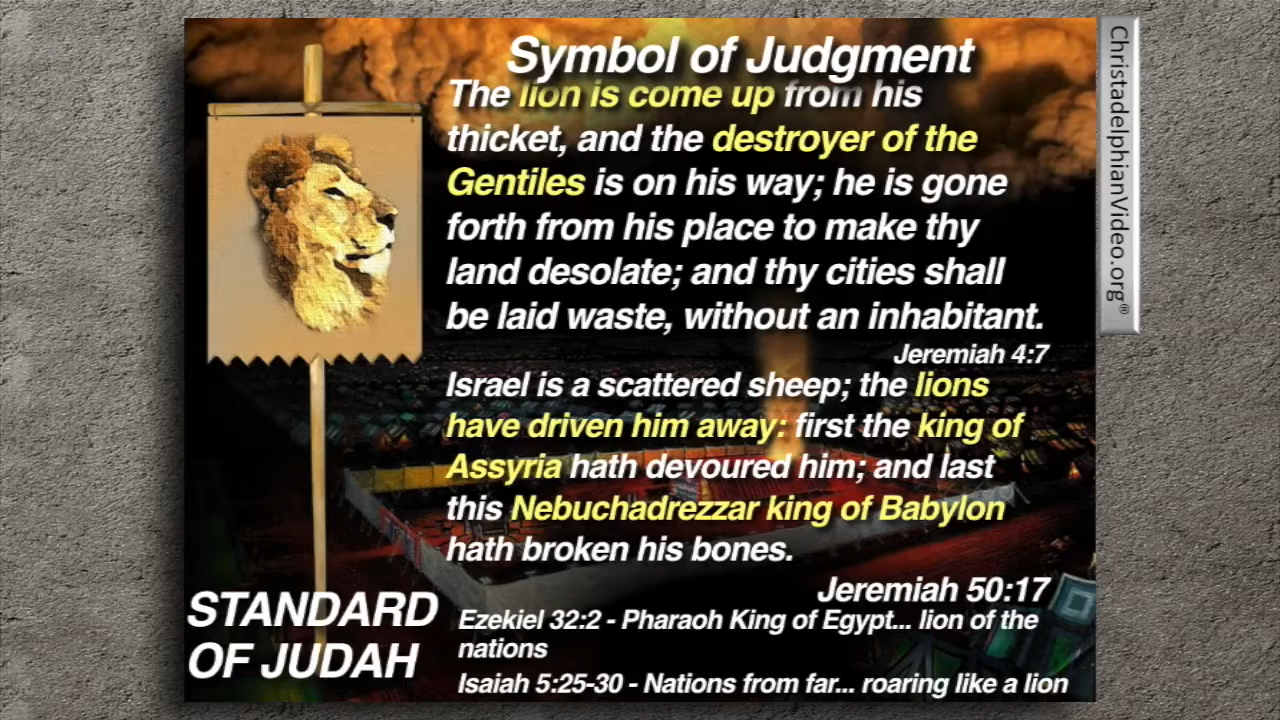 Symbol of Judgment
The lion is come up from his
thicket, and the destroyer of the
Gentiles is on his way; he is gone
forth from his place to make thy
land desolate; and thy cities shall
be laid waste, without an inhabitant.
Jeremiah 4:7
Israel is a scattered sheep; the lions
have driven him away: first the king of
Assyria hath devoured him; and last
this Nebuchadrezzar king of Babylon
hath broken his bones.
Jeremiah 50:17
Ezekiel 32:2 - Pharaoh King of Egypt... lion of the
nations
Isaiah 5:25-30 - Nations from far... roaring like a lion
STANDARD
OF JUDAH
ChristadelphianVideo.org®